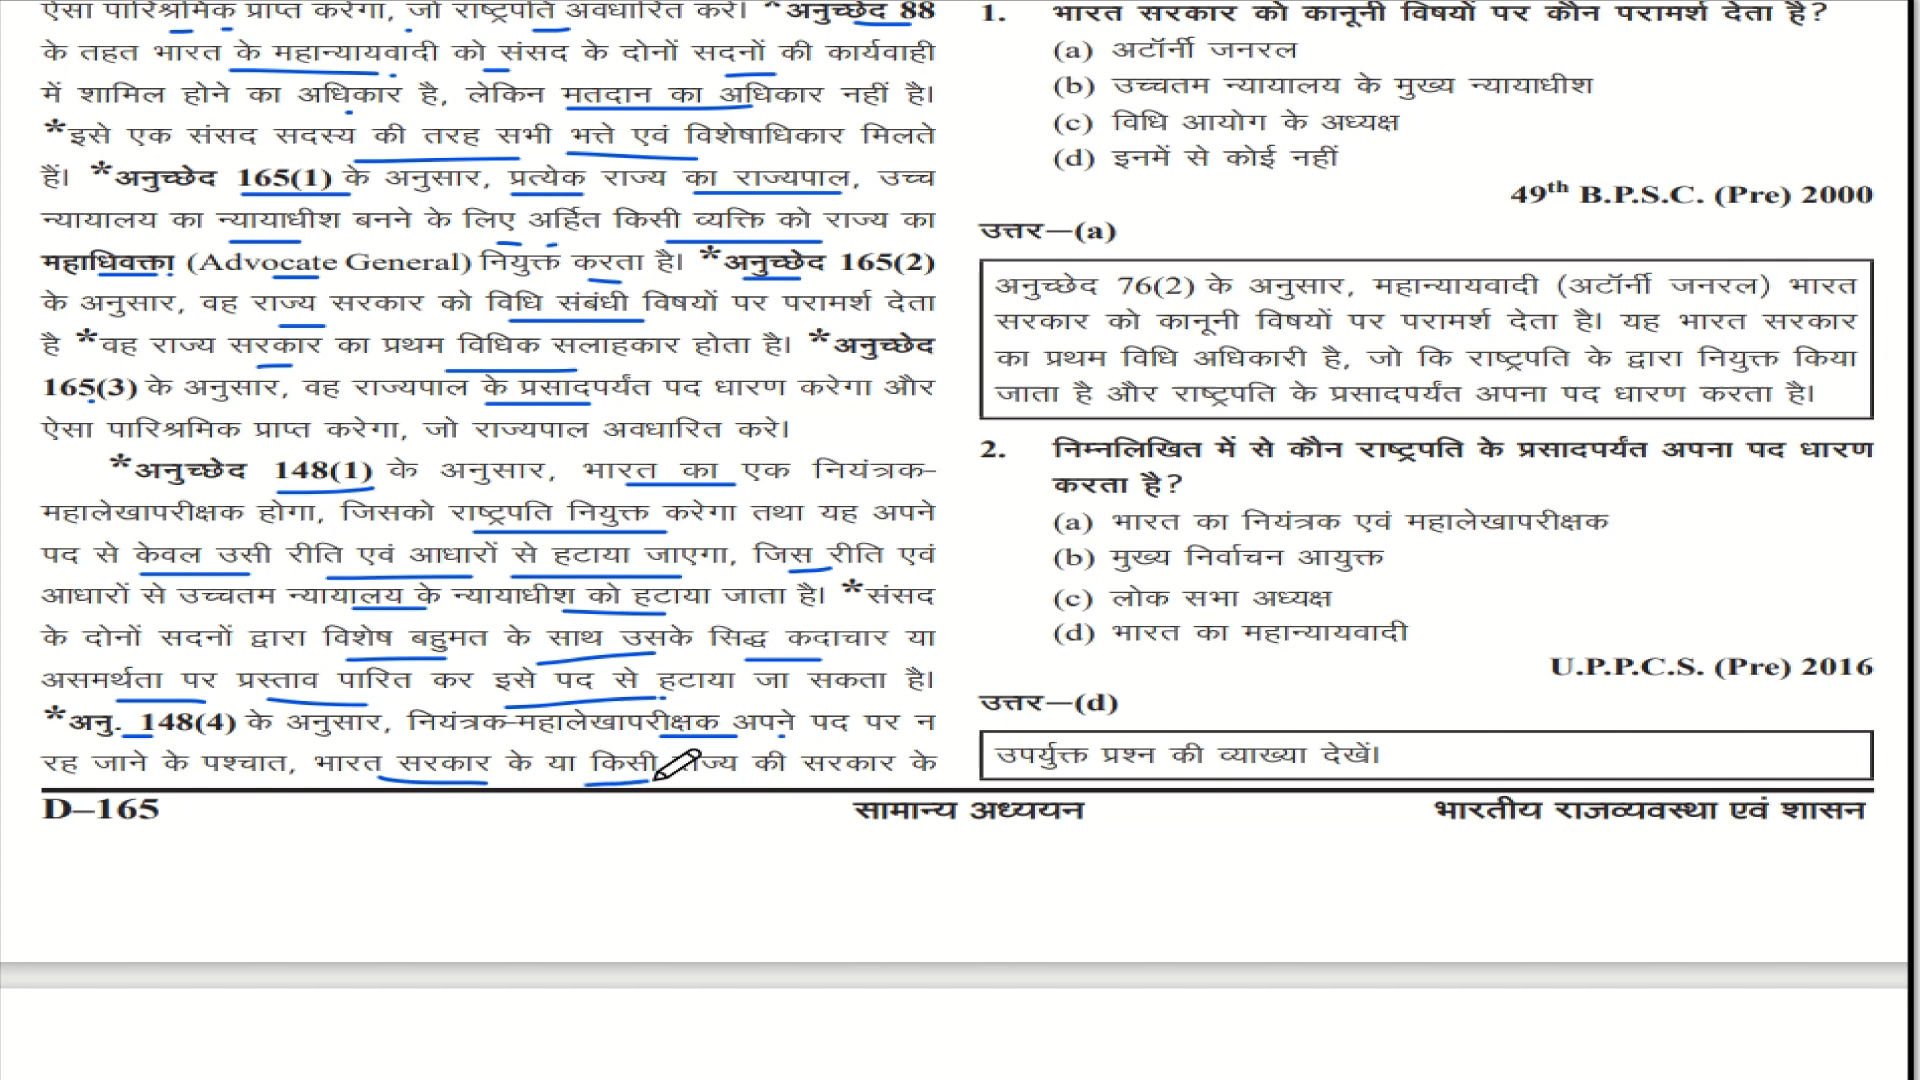 ऐसा पारिश्रमिक प्राप्त करेगा, जो राष्ट्रपति अवधारित करे। *अनुच्छेद 88
के तहत भारत के महान्यायवादी को संसद के दोनों सदनों की कार्यवाही
में शामिल होने का अधिकार है, लेकिन मतदान का अधिकार नहीं है।
*इसे एक संसद सदस्य की तरह सभी भत्ते एवं विशेषाधिकार मिलते
हैं। *अनुच्छेद 165(1) के अनुसार, प्रत्येक राज्य का राज्यपाल, उच्च
न्यायालय का न्यायाधीश बनने के लिए अर्हित किसी व्यक्ति को राज्य का
महाधिवक्ता (Advocate General) नियुक्त करता है। *अनुच्छेद 165(2)
के अनुसार, वह राज्य सरकार को विधि संबंधी विषयों पर परामर्श देता
है *वह राज्य सरकार का प्रथम विधिक सलाहकार होता है। *अनुच्छेद
165(3) के अनुसार, वह राज्यपाल के प्रसादपर्यंत पद धारण करेगा और
ऐसा पारिश्रमिक प्राप्त करेगा, जो राज्यपाल अवधारित करे।
*अनुच्छेद 148(1) के अनुसार, भारत का एक नियंत्रक-
महालेखापरीक्षक होगा, जिसको राष्ट्रपति नियुक्त करेगा तथा यह अपने
पद से केवल उसी रीति एवं आधारों से हटाया जाएगा, जिस रीति एवं
आधारों से उच्चतम न्यायालय के न्यायाधीश को हटाया जाता है। *संसद
के दोनों सदनों द्वारा विशेष बहुमत के साथ उसके सिद्ध कदाचार या
असमर्थता पर प्रस्ताव पारित कर इसे पद से हटाया जा सकता है।
*अनु. 148(4) के अनुसार, नियंत्रक-महालेखापरीक्षक अपने पद पर न
रह जाने के पश्चात, भारत सरकार के या किसी राज्य की सरकार के
1. भारत सरकार को कानूनी विषयों पर कौन परामर्श देता है?
(a) अटॉर्नी जनरल
(b) उच्चतम न्यायालय के मुख्य न्यायाधीश
(c) विधि आयोग के अध्यक्ष
(d) इनमें से कोई नहीं
49th B.P.S.C. (Pre) 2000
उत्तर—(a)
अनुच्छेद 76(2) के अनुसार, महान्यायवादी (अटॉर्नी जनरल) भारत
सरकार को कानूनी विषयों पर परामर्श देता है। यह भारत सरकार
का प्रथम विधि अधिकारी है, जो कि राष्ट्रपति के द्वारा नियुक्त किया
जाता है और राष्ट्रपति के प्रसादपर्यंत अपना पद धारण करता है।
2. निम्नलिखित में से कौन राष्ट्रपति के प्रसादपर्यंत अपना पद धारण
करता है?
(a) भारत का नियंत्रक एवं महालेखापरीक्षक
(b) मुख्य निर्वाचन आयुक्त
(c) लोक सभा अध्यक्ष
(d) भारत का महान्यायवादी
U.P.P.C.S. (Pre) 2016
उत्तर—(d)
उपर्युक्त प्रश्न की व्याख्या देखें।
D–165 सामान्य अध्ययन भारतीय राजव्यवस्था एवं शासन